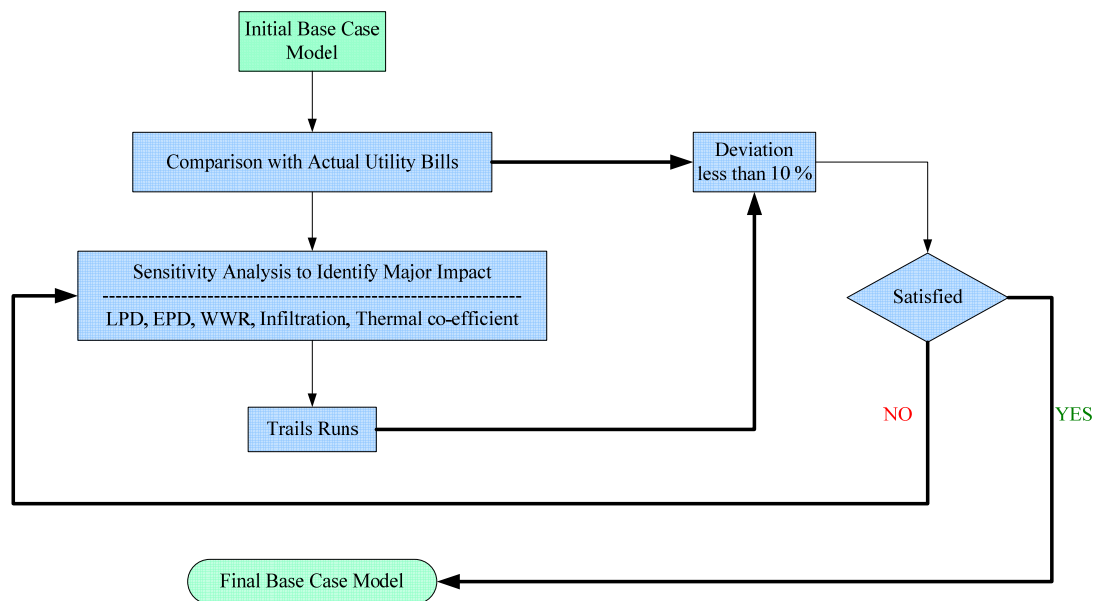 Initial Base Case
Model
Comparison with Actual Utility Bills
Deviation
less than 10 %
Sensitivity Analysis to Identify Major Impact
LPD, EPD, WWR, Infiltration, Thermal co-efficient
Satisfied
Trails Runs
NO
YES
Final Base Case Model